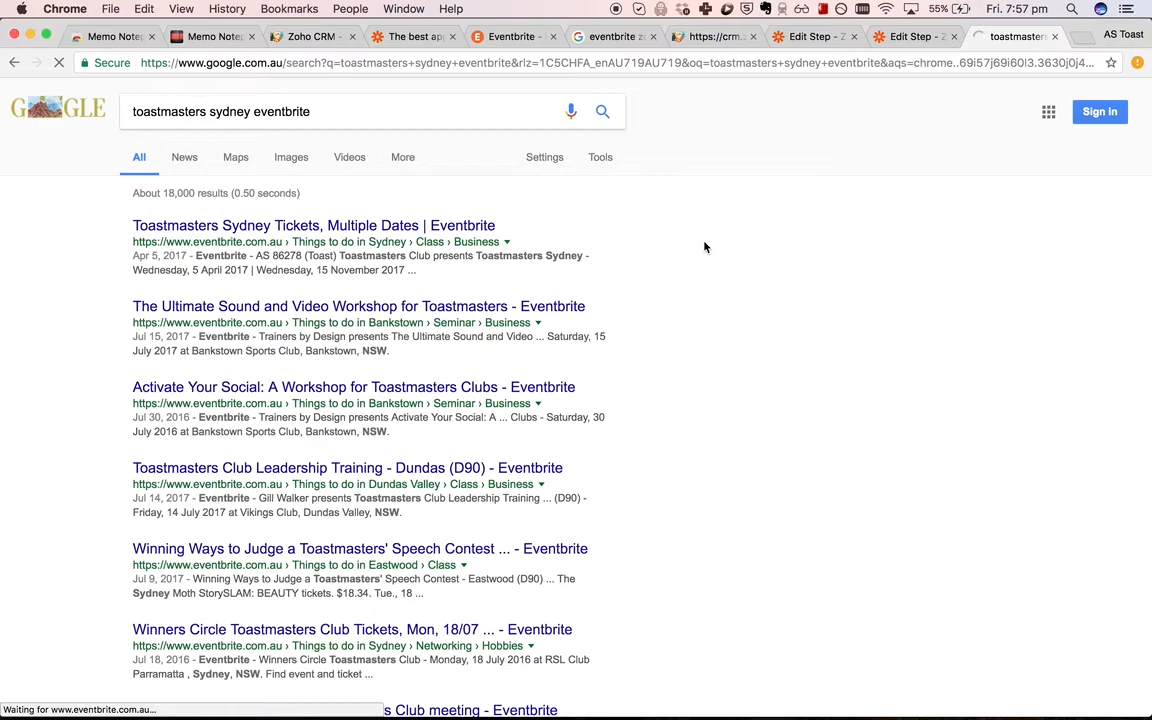 Chrome File Edit View History Bookmarks People Window Help 55% Fri. 7:57 pm
Memo Note Memo Note Zoho CRM - The best app Eventbrite - eventbrite z https://crm. Edit Step - Z Edit Step - Z toastmasters AS Toast
Secure https://www.google.com.au/search?q=toastmasters+sydney+eventbrite&rlz=1C5CHFA_enAU719AU719&oq=toastmasters+sydney+eventbrite&aqs=chrome..69i57j69i60l3.3630j0j4...
GOOGLE toastmasters sydney eventbrite Sign in
All News Maps Images Videos More Settings Tools
About 18,000 results (0.50 seconds)
Toastmasters Sydney Tickets, Multiple Dates | Eventbrite
https://www.eventbrite.com.au › Things to do in Sydney › Class › Business
Apr 5, 2017 - Eventbrite - AS 86278 (Toast) Toastmasters Club presents Toastmasters Sydney -
Wednesday, 5 April 2017 | Wednesday, 15 November 2017 ...
The Ultimate Sound and Video Workshop for Toastmasters - Eventbrite
https://www.eventbrite.com.au › Things to do in Bankstown › Seminar › Business
Jul 15, 2017 - Eventbrite - Trainers by Design presents The Ultimate Sound and Video ... Saturday, 15
July 2017 at Bankstown Sports Club, Bankstown, NSW.
Activate Your Social: A Workshop for Toastmasters Clubs - Eventbrite
https://www.eventbrite.com.au › Things to do in Bankstown › Seminar › Business
Jul 30, 2016 - Eventbrite - Trainers by Design presents Activate Your Social: A ... Clubs - Saturday, 30
July 2016 at Bankstown Sports Club, Bankstown, NSW.
Toastmasters Club Leadership Training - Dundas (D90) - Eventbrite
https://www.eventbrite.com.au › Things to do in Dundas Valley › Class › Business
Jul 14, 2017 - Eventbrite - Gill Walker presents Toastmasters Club Leadership Training ... (D90) -
Friday, 14 July 2017 at Vikings Club, Dundas Valley, NSW.
Winning Ways to Judge a Toastmasters' Speech Contest ... - Eventbrite
https://www.eventbrite.com.au › Things to do in Eastwood › Class
Jul 9, 2017 - Winning Ways to Judge a Toastmasters' Speech Contest - Eastwood (D90) ... The
Sydney Moth StorySLAM: BEAUTY tickets. $18.34. Tue., 18 ...
Winners Circle Toastmasters Club Tickets, Mon, 18/07 ... - Eventbrite
https://www.eventbrite.com.au › Things to do in Sydney › Networking › Hobbies
Jul 18, 2016 - Eventbrite - Winners Circle Toastmasters Club - Monday, 18 July 2016 at RSL Club
Parramatta , Sydney, NSW. Find event and ticket ...
Waiting for www.eventbrite.com.au... s Club meeting - Eventbrite